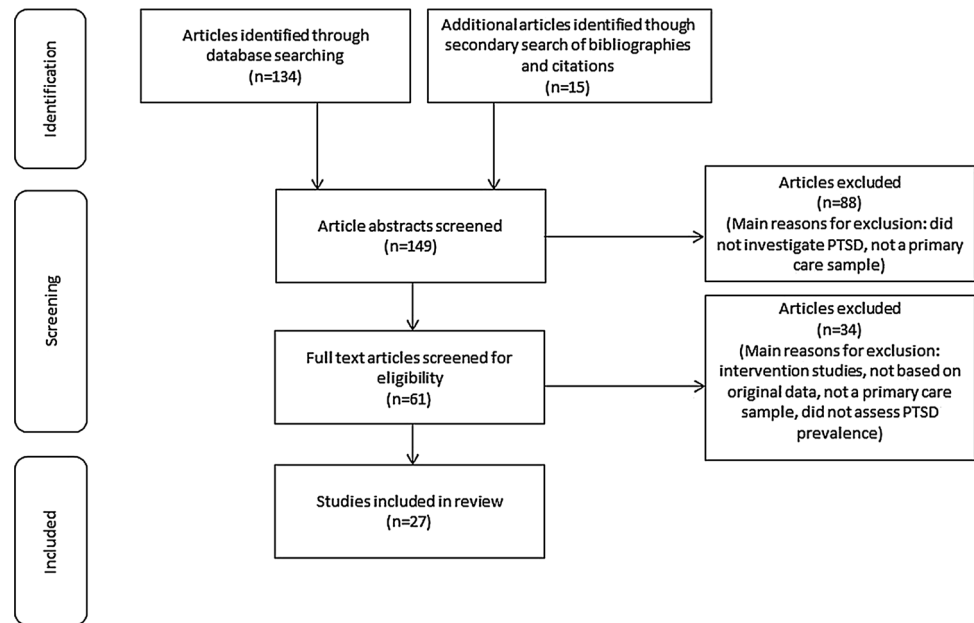 Identification
Articles identified through
database searching
(n=134)
Additional articles identified though
secondary search of bibliographies
and citations
(n=15)
Screening
Article abstracts screened
(n=149)
Articles excluded
(n=88)
(Main reasons for exclusion: did
not investigate PTSD, not a primary
care sample)
Full text articles screened for
eligibility
(n=61)
Articles excluded
(n=34)
(Main reasons for exclusion:
intervention studies, not based on
original data, not a primary care
sample, did not assess PTSD
prevalence)
Included
Studies included in review
(n=27)